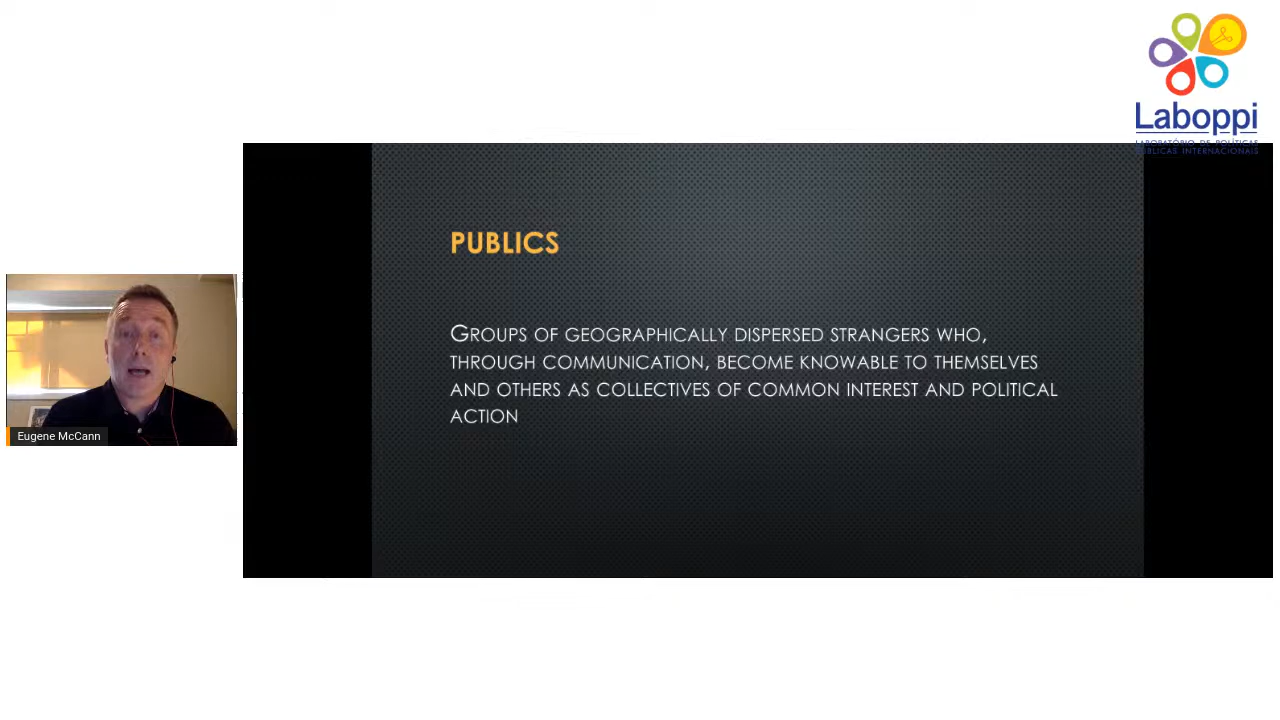 Laboppi
LABORATÓRIO DE POLÍTICAS
PÚBLICAS INTERNACIONAIS
PUBLICS
GROUPS OF GEOGRAPHICALLY DISPERSED STRANGERS WHO,
THROUGH COMMUNICATION, BECOME KNOWABLE TO THEMSELVES
AND OTHERS AS COLLECTIVES OF COMMON INTEREST AND POLITICAL
ACTION
Eugene McCann